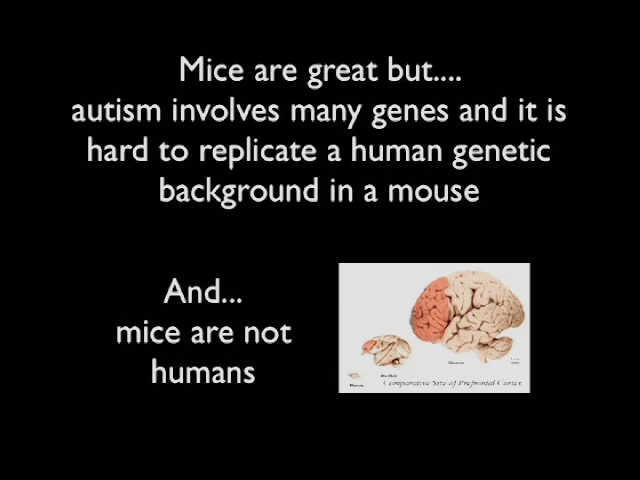 Mice are great but....
autism involves many genes and it is
hard to replicate a human genetic
background in a mouse
And...
mice are not
humans
Comparative Size of Prefrontal Cortex